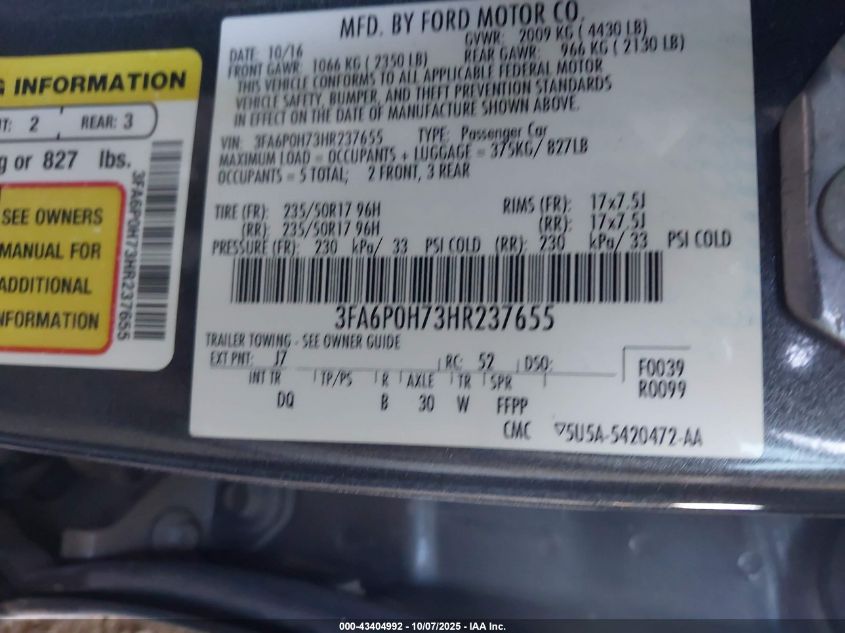 MFD. BY FORD MOTOR CO.
DATE: 10/16 GVWR: 2009 KG ( 4430 LB)
FRONT GAWR: 1066 KG ( 2350 LB) REAR GAWR: 966 KG ( 2130 LB)
THIS VEHICLE CONFORMS TO ALL APPLICABLE FEDERAL MOTOR
VEHICLE SAFETY, BUMPER, AND THEFT PREVENTION STANDARDS
IN EFFECT ON THE DATE OF MANUFACTURE SHOWN ABOVE.
VIN: 3FA6P0H73HR237655 TYPE: Passenger Car
MAXIMUM LOAD = OCCUPANTS + LUGGAGE = 375KG/ 827LB
OCCUPANTS = 5 TOTAL; 2 FRONT, 3 REAR
TIRE (FR): 235/50R17 96H RIMS (FR): 17x7.5J
(RR): 235/50R17 96H (RR): 17x7.5J
PRESSURE (FR): 230 kPa/ 33 PSI COLD (RR): 230 kPa/ 33 PSI COLD
3FA6P0H73HR237655
TRAILER TOWING - SEE OWNER GUIDE
EXT PNT: J7 RC: 52 DSO:
F0039
R0099
INT TR TP/PS R AXLE TR SPR
DQ B 30 W FFPP
CMC ▽5U5A-5420472-AA
G INFORMATION
NT: 2 REAR: 3
g or 827 lbs.
SEE OWNERS
MANUAL FOR
ADDITIONAL
INFORMATION
3FA6P0H73HR237655
000-43404992 - 10/07/2025 - IAA Inc.